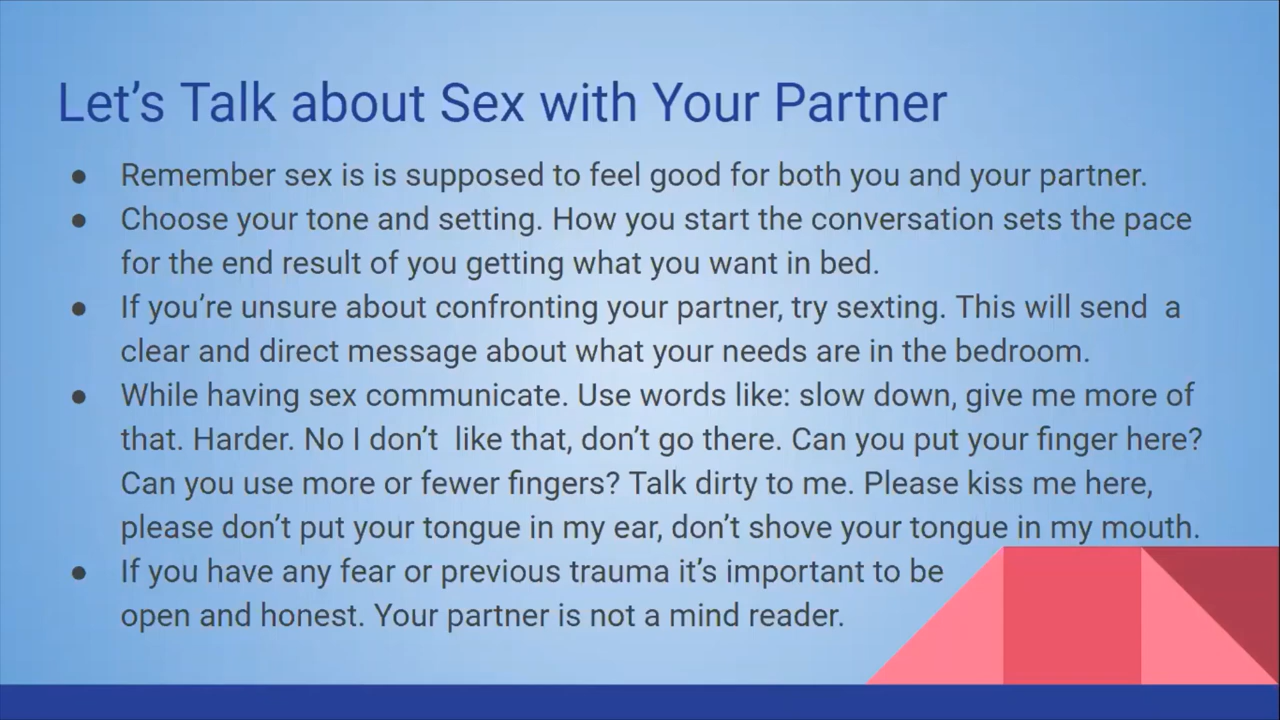 Let's Talk about Sex with Your Partner
● Remember sex is is supposed to feel good for both you and your partner.
● Choose your tone and setting. How you start the conversation sets the pace
for the end result of you getting what you want in bed.
● If you're unsure about confronting your partner, try sexting. This will send  a
clear and direct message about what your needs are in the bedroom.
● While having sex communicate. Use words like: slow down, give me more of
that. Harder. No I don't  like that, don't go there. Can you put your finger here?
Can you use more or fewer fingers? Talk dirty to me. Please kiss me here,
please don't put your tongue in my ear, don't shove your tongue in my mouth.
● If you have any fear or previous trauma it's important to be
open and honest. Your partner is not a mind reader.